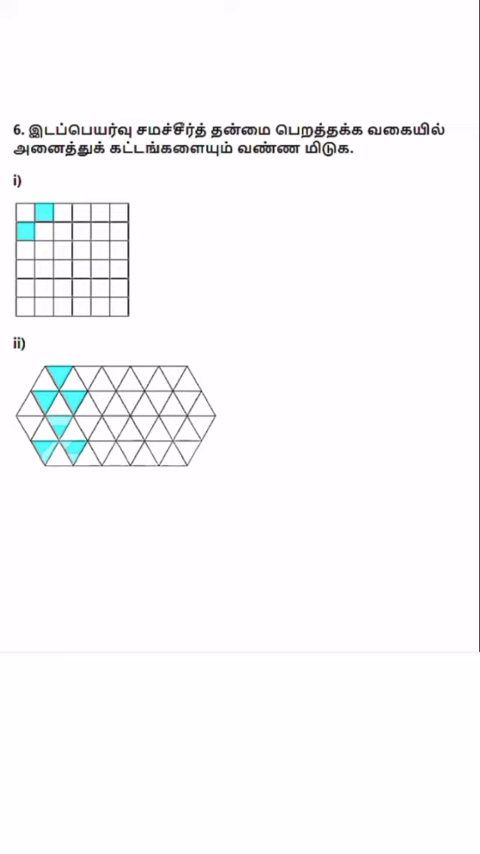 6. இடப்பெயர்வு சமச்சீர்த் தன்மை பெறத்தக்க வகையில்
அனைத்துக் கட்டங்களையும் வண்ண மிடுக.
i)
ii)